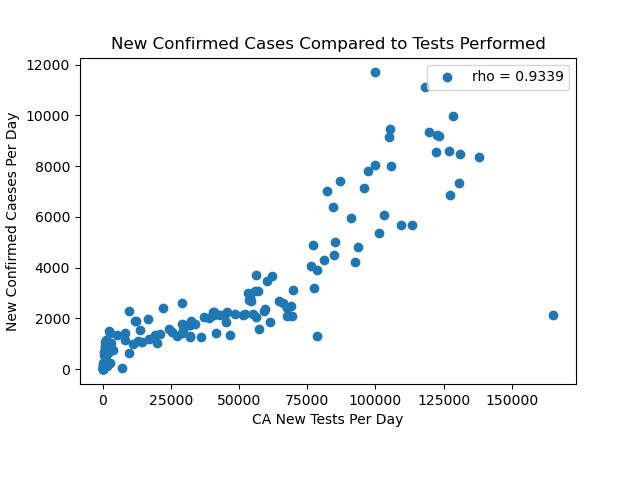 New Confirmed Cases Compared to Tests Performed
rho = 0.9339
12000
10000
8000
6000
4000
2000
0
New Confirmed Caeses Per Day
0 25000 50000 75000 100000 125000 150000
CA New Tests Per Day